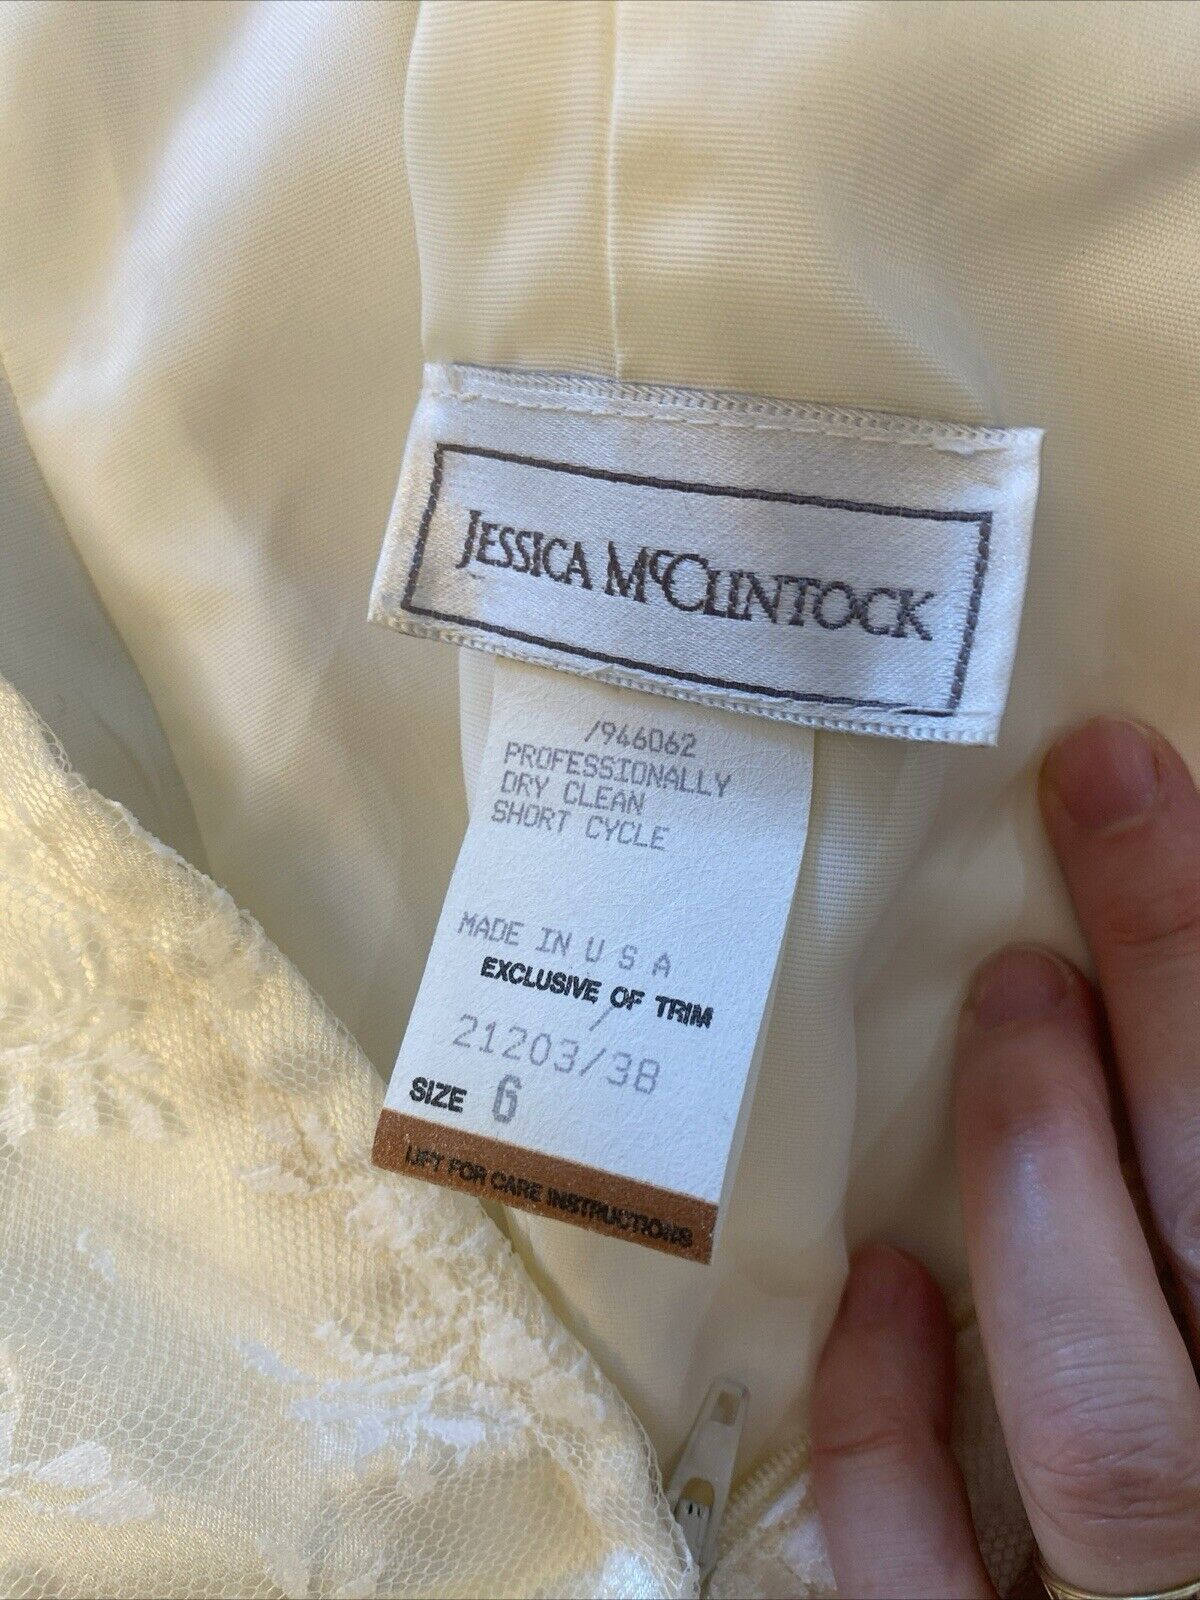 JESSICA McCLINTOCK
/946062
PROFESSIONALLY
DRY CLEAN
SHORT CYCLE
MADE IN U S A
EXCLUSIVE OF TRIM
21203/38
SIZE 6
LIFT FOR CARE INSTRUCTIONS